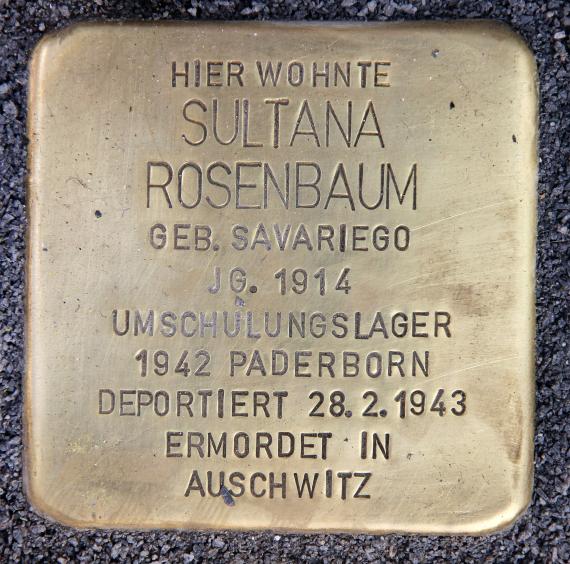 HIER WOHNTE
SULTANA
ROSENBAUM
GEB. SAVARIEGO
JG. 1914
UMSCHULUNGSLAGER
1942 PADERBORN
DEPORTIERT 28.2.1943
ERMORDET IN
AUSCHWITZ